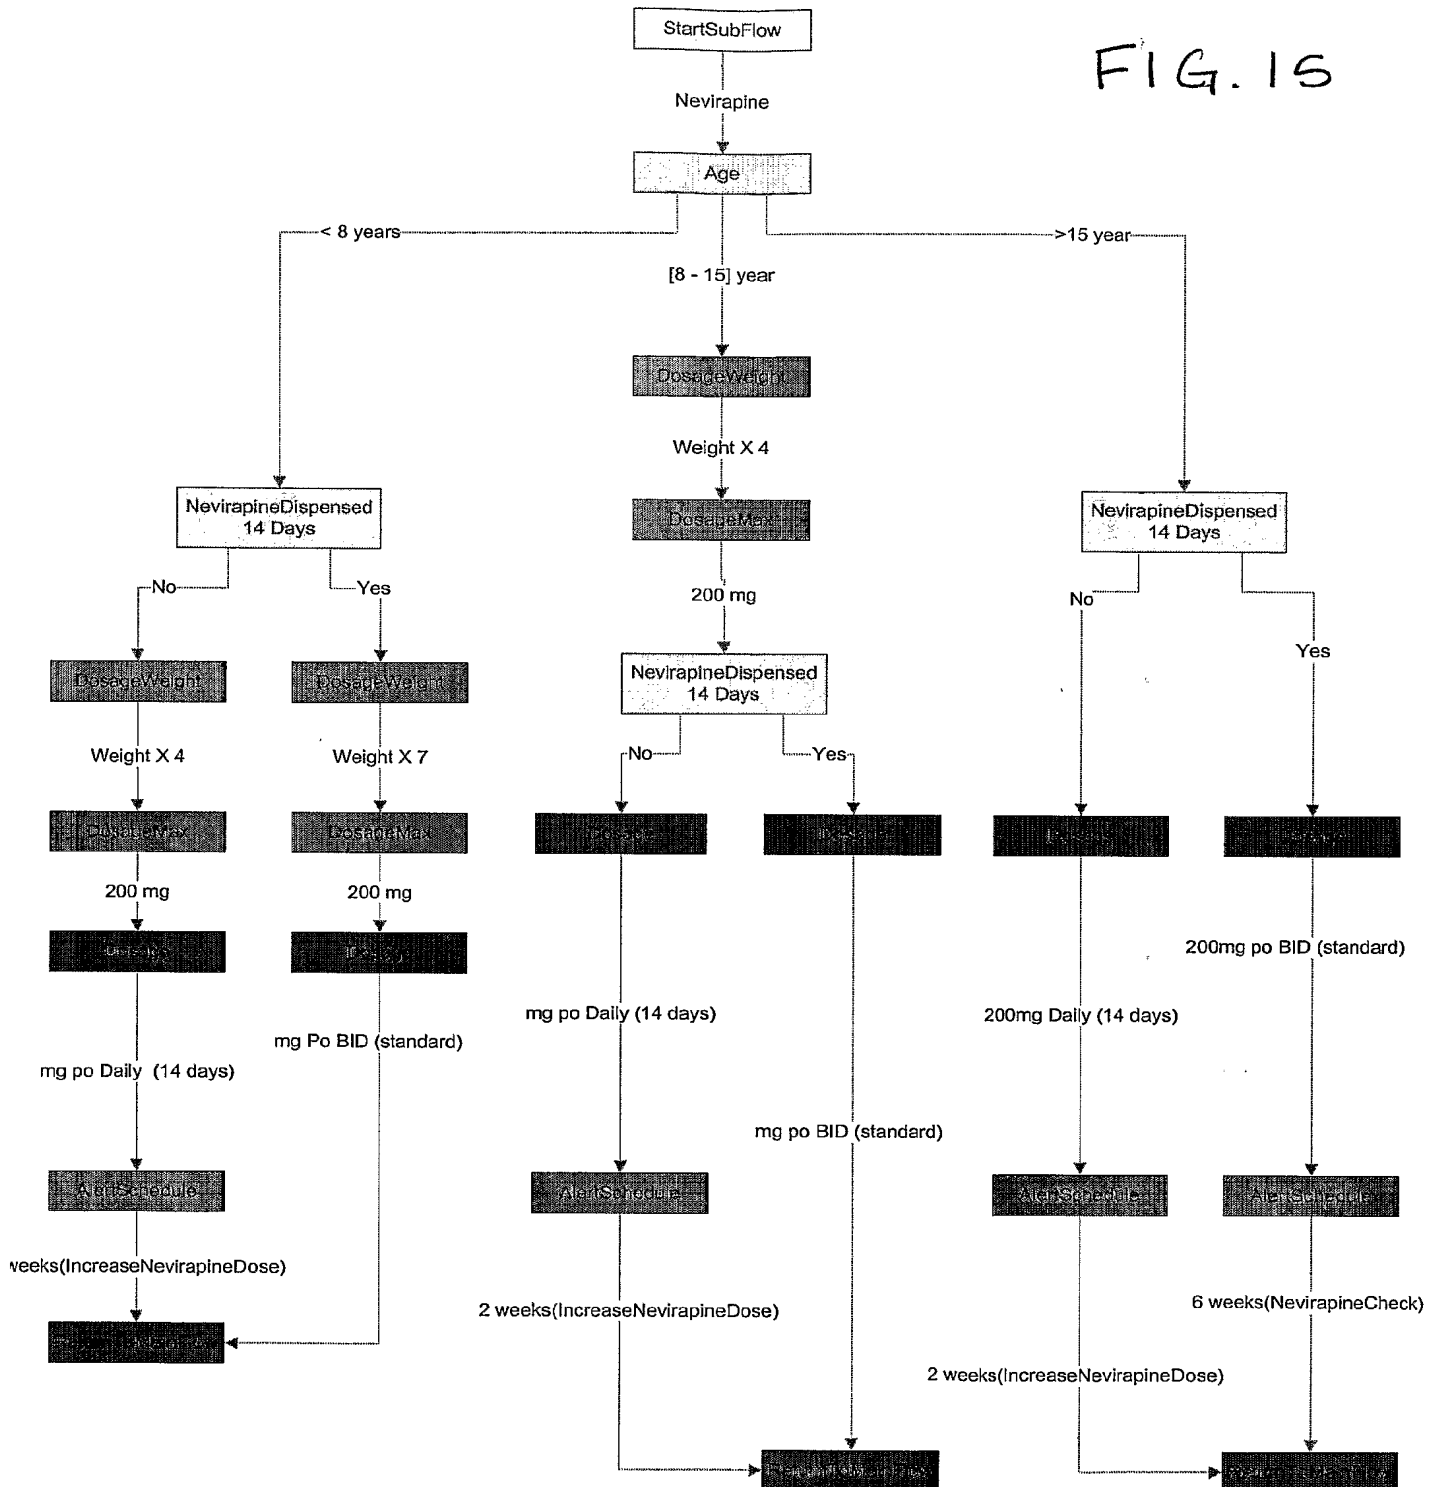 StartSubFlow
FIG. 15
Nevirapine
Age
< 8 years
>15 year
[8 - 15] year
DosageWeight
Weight X 4
NevirapineDispensed
14 Days
DosageMax
NevirapineDispensed
14 Days
No
Yes
200 mg
No
Yes
NevirapineDispensed
14 Days
DosageWeight
DosageWeight
Weight X 4
Weight X 7
No
Yes
DosageMax
DosageMax
200 mg
200 mg
Dosage
200mg po BID (standard)
mg po Daily (14 days)
200mg Daily (14 days)
mg Po BID (standard)
mg po Daily (14 days)
mg po BID (standard)
AlertSchedule
AlertSchedule
AlertSchedule
AlertSchedule
weeks(IncreaseNevirapineDose)
2 weeks(IncreaseNevirapineDose)
6 weeks(NevirapineCheck)
2 weeks(IncreaseNevirapineDose)